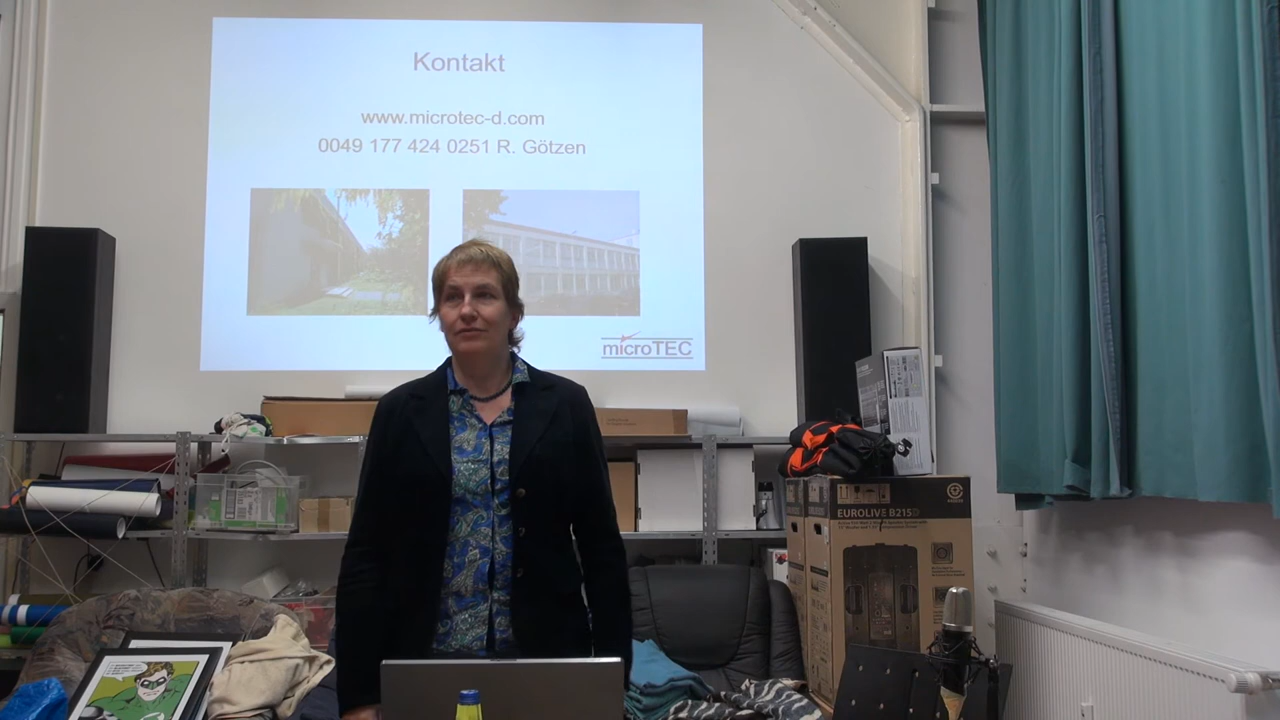 Kontakt
www.microtec-d.com
0049 177 424 0251 R. Götzen
microTEC
EUROLIVE B215D